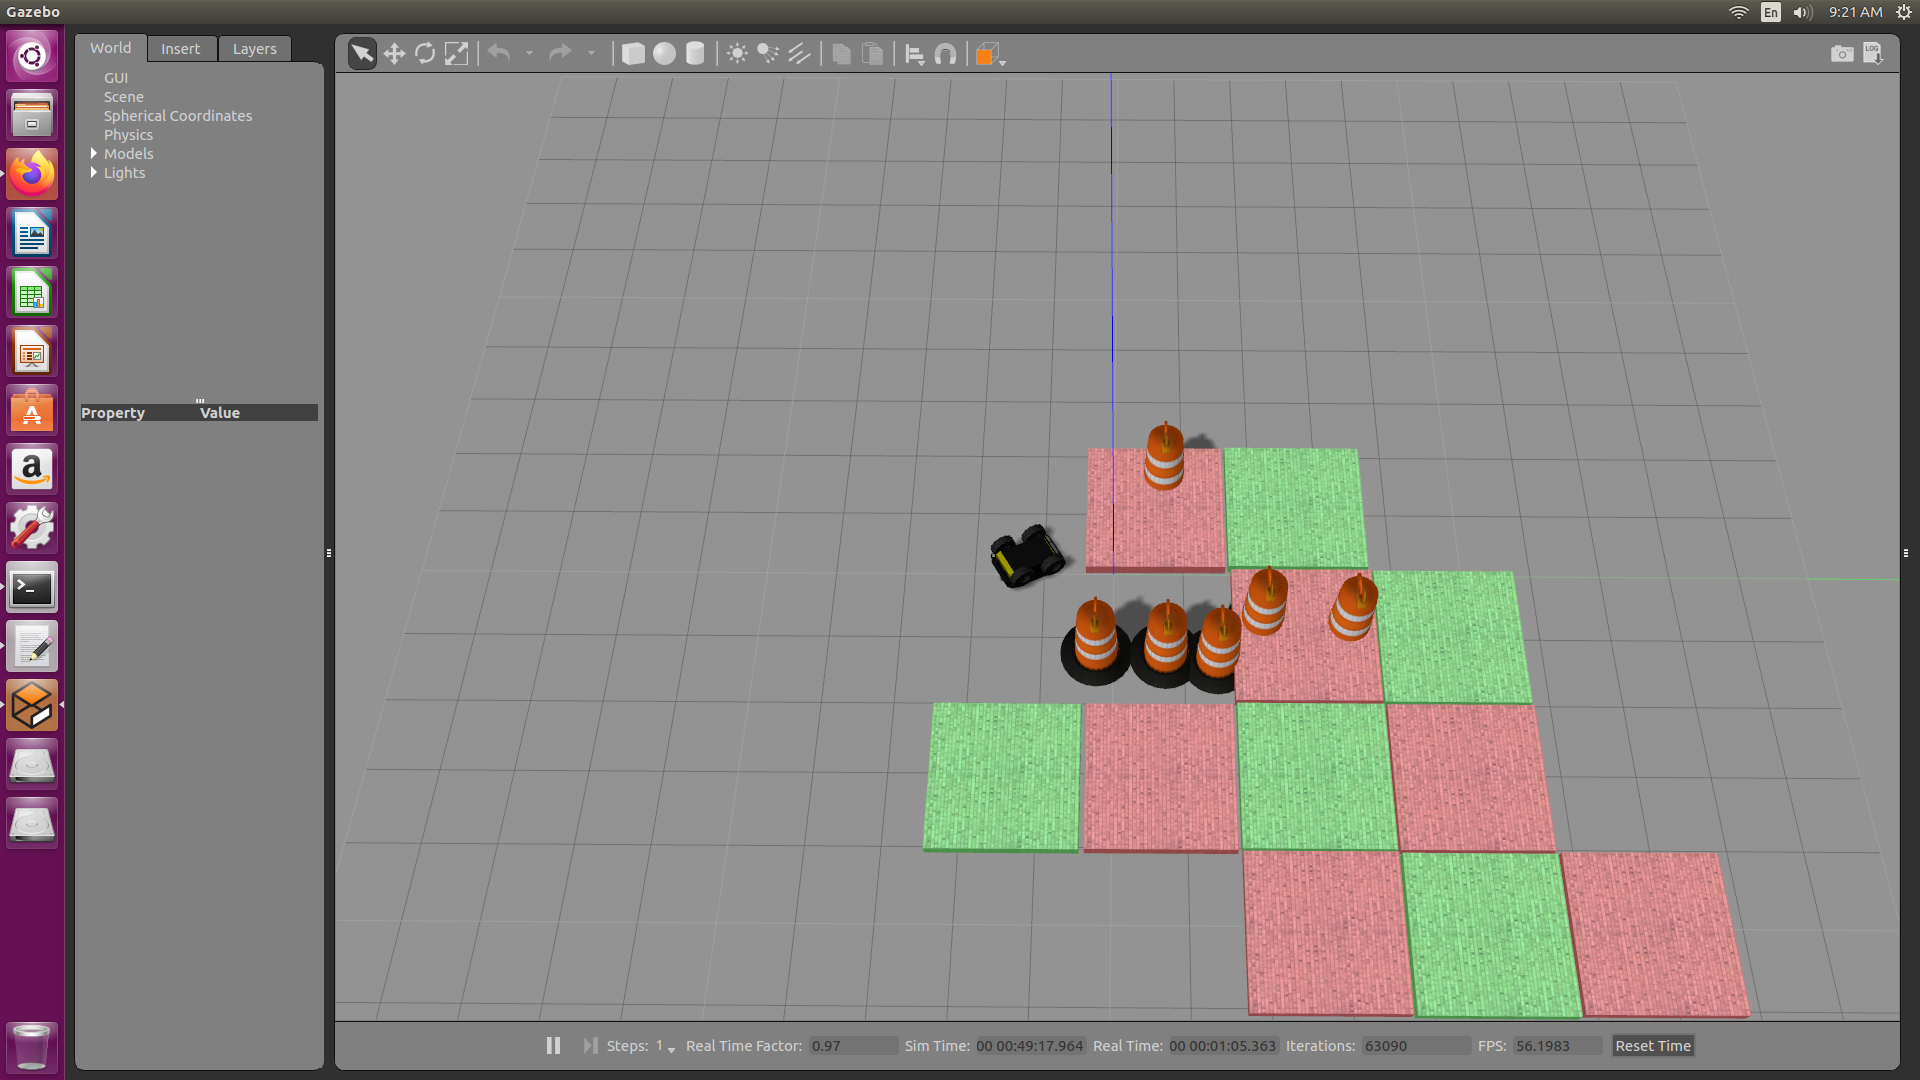 Gazebo
En
9:21 AM
World
Insert
Layers
LOG
GUI
Scene
Spherical Coordinates
Physics
Models
Lights
Property
Value
a
Steps: 1
Real Time Factor: 0.97
Sim Time: 00 00:49:17.964
Real Time: 00 00:01:05.363
Iterations: 63090
FPS: 56.1983
Reset Time